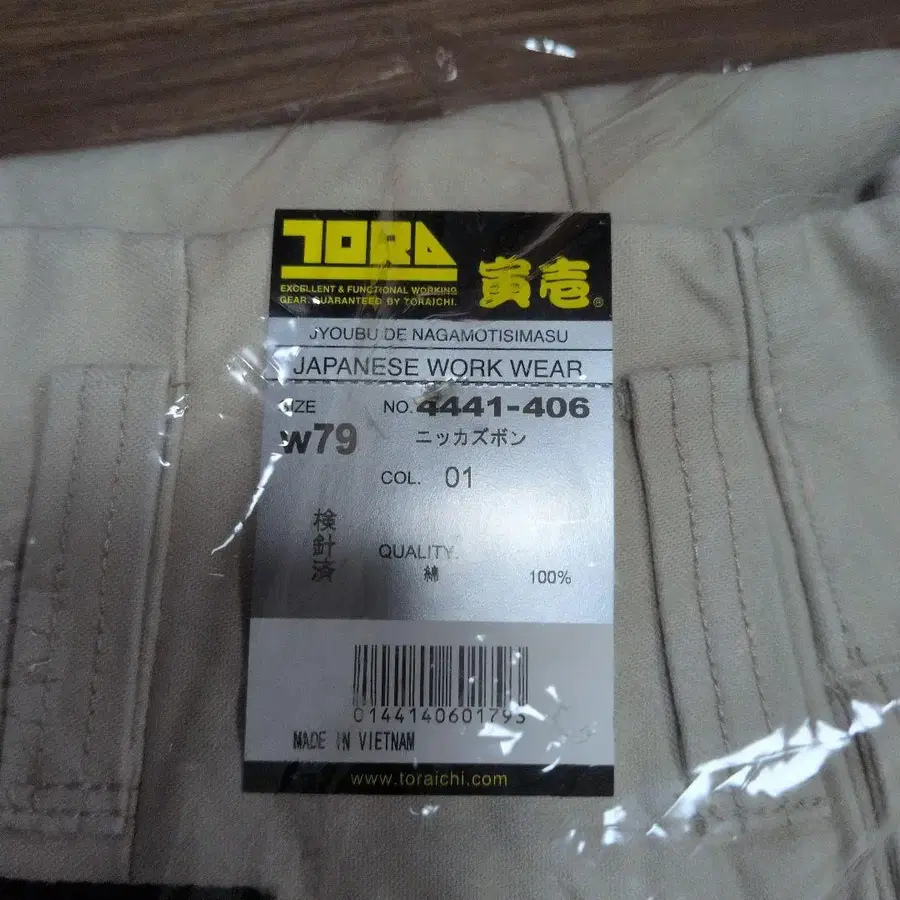 TORA
寅壱®
EXCELLENT & FUNCTIONAL WORKING
GEAR. GUARANTEED BY TORAICHI.
JYOUBU DE NAGAMOTISIMASU
JAPANESE WORK WEAR
SIZE
NO. 4441-406
W79
ニッカズボン
COL. 01
検針済
QUALITY.
綿 100%
0144140601793
MADE IN VIETNAM
www.toraichi.com